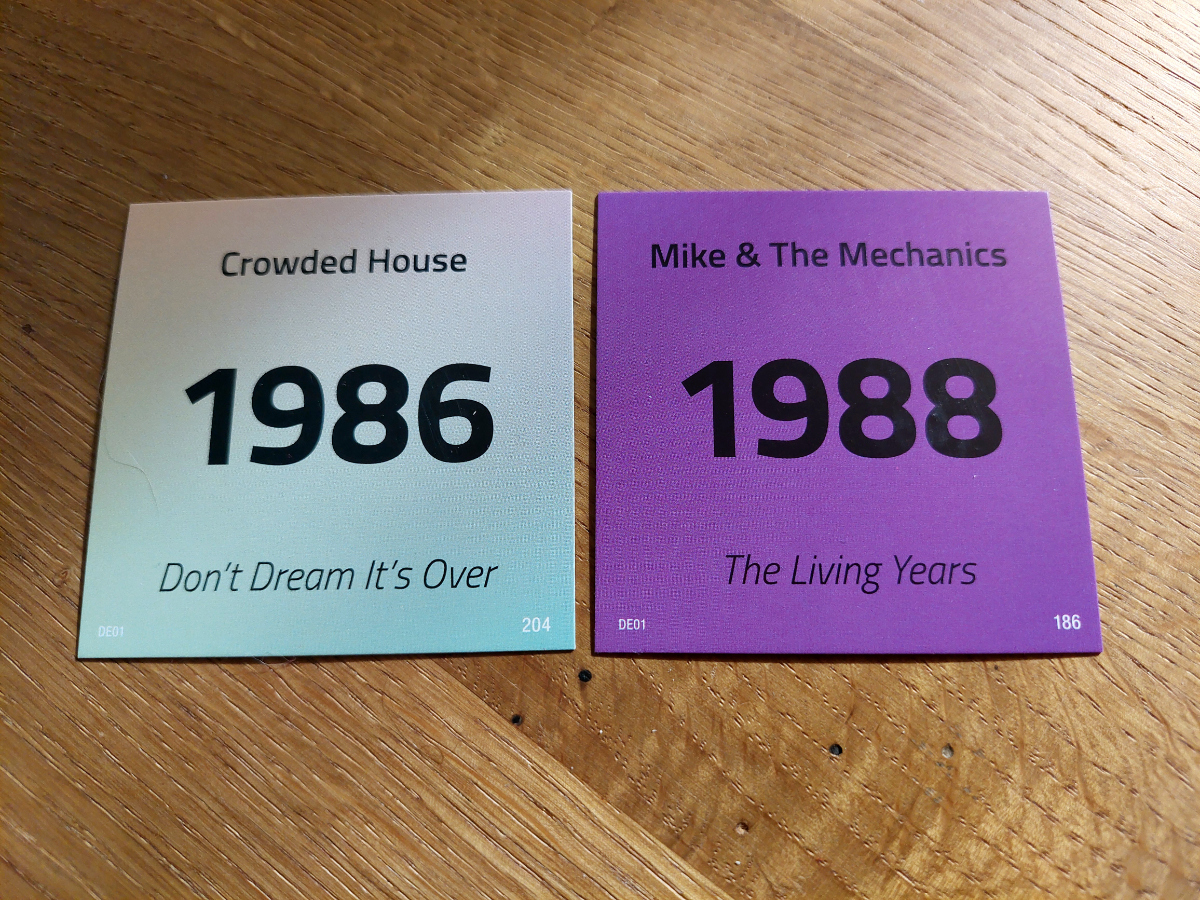 Crowded House
1986
Don't Dream It's Over
DE01
204
Mike & The Mechanics
1988
The Living Years
DE01
186